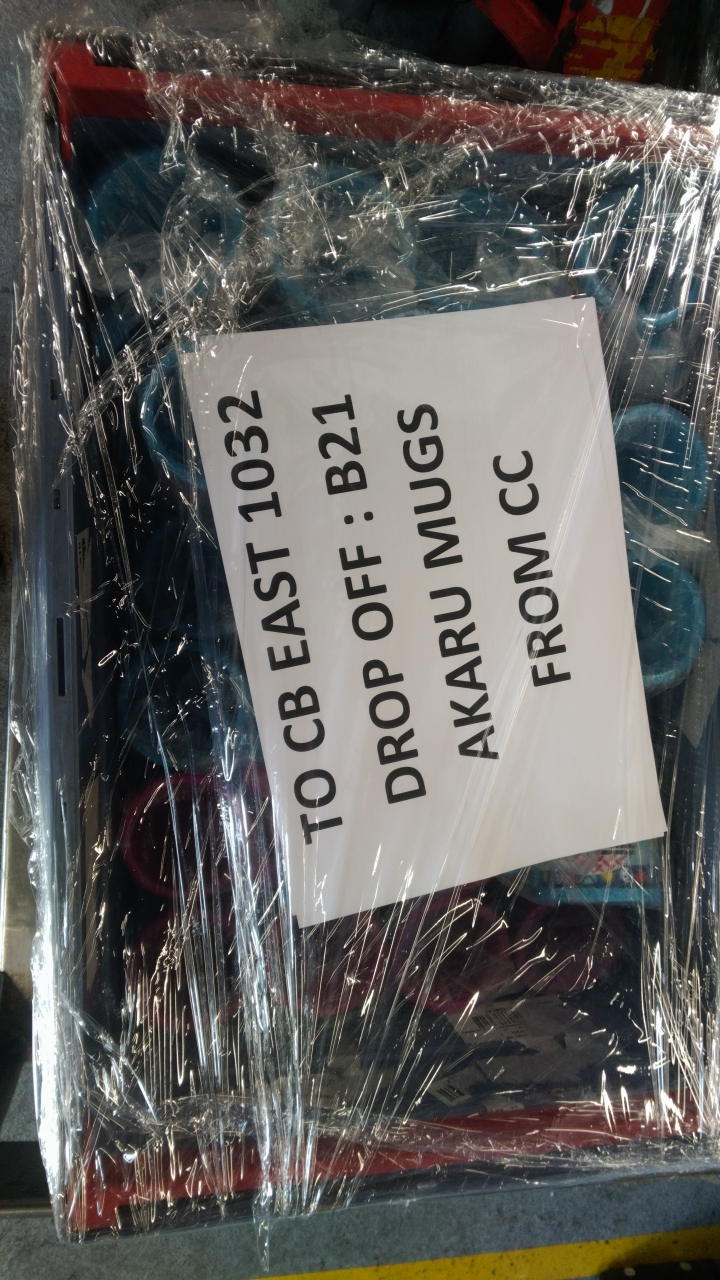 TO CB EAST 1032
DROP OFF : B21
AKARU MUGS
FROM CC